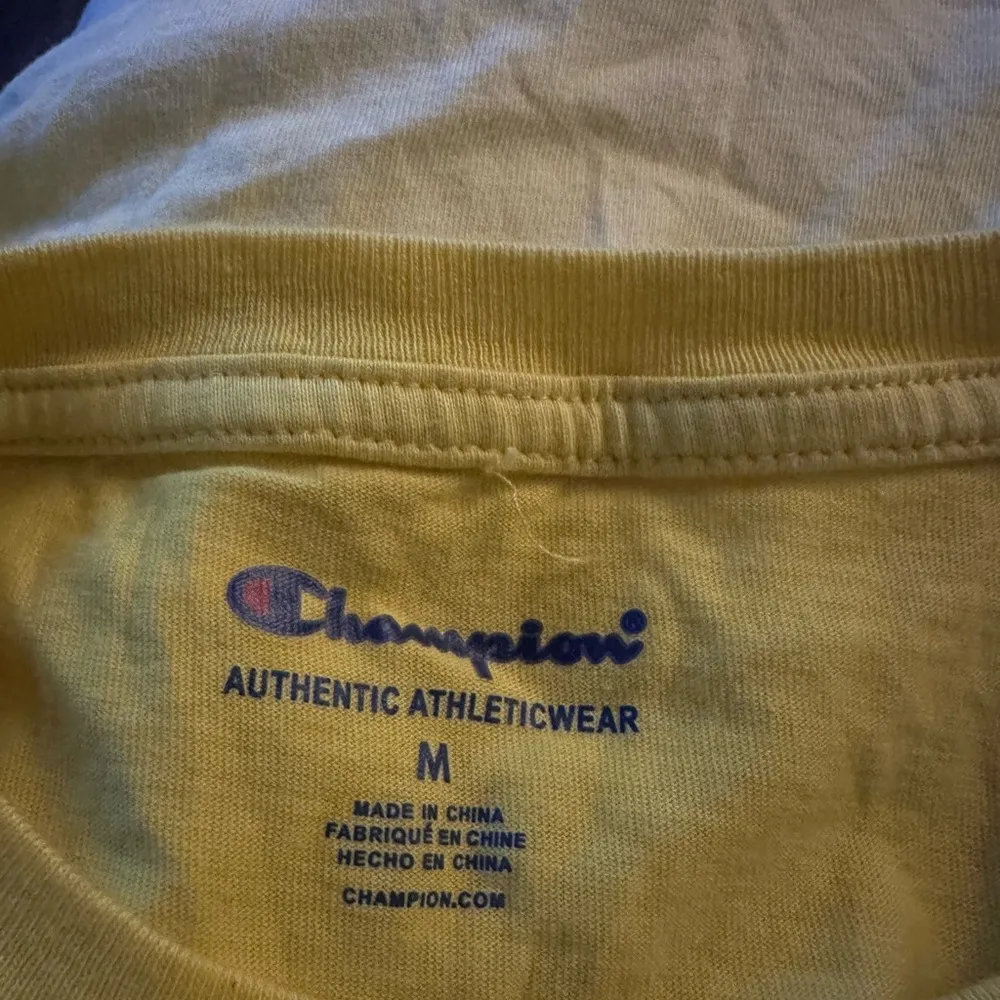 Champion®
AUTHENTIC ATHLETICWEAR
M
MADE IN CHINA
FABRIQUÉ EN CHINE
HECHO EN CHINA
CHAMPION.COM